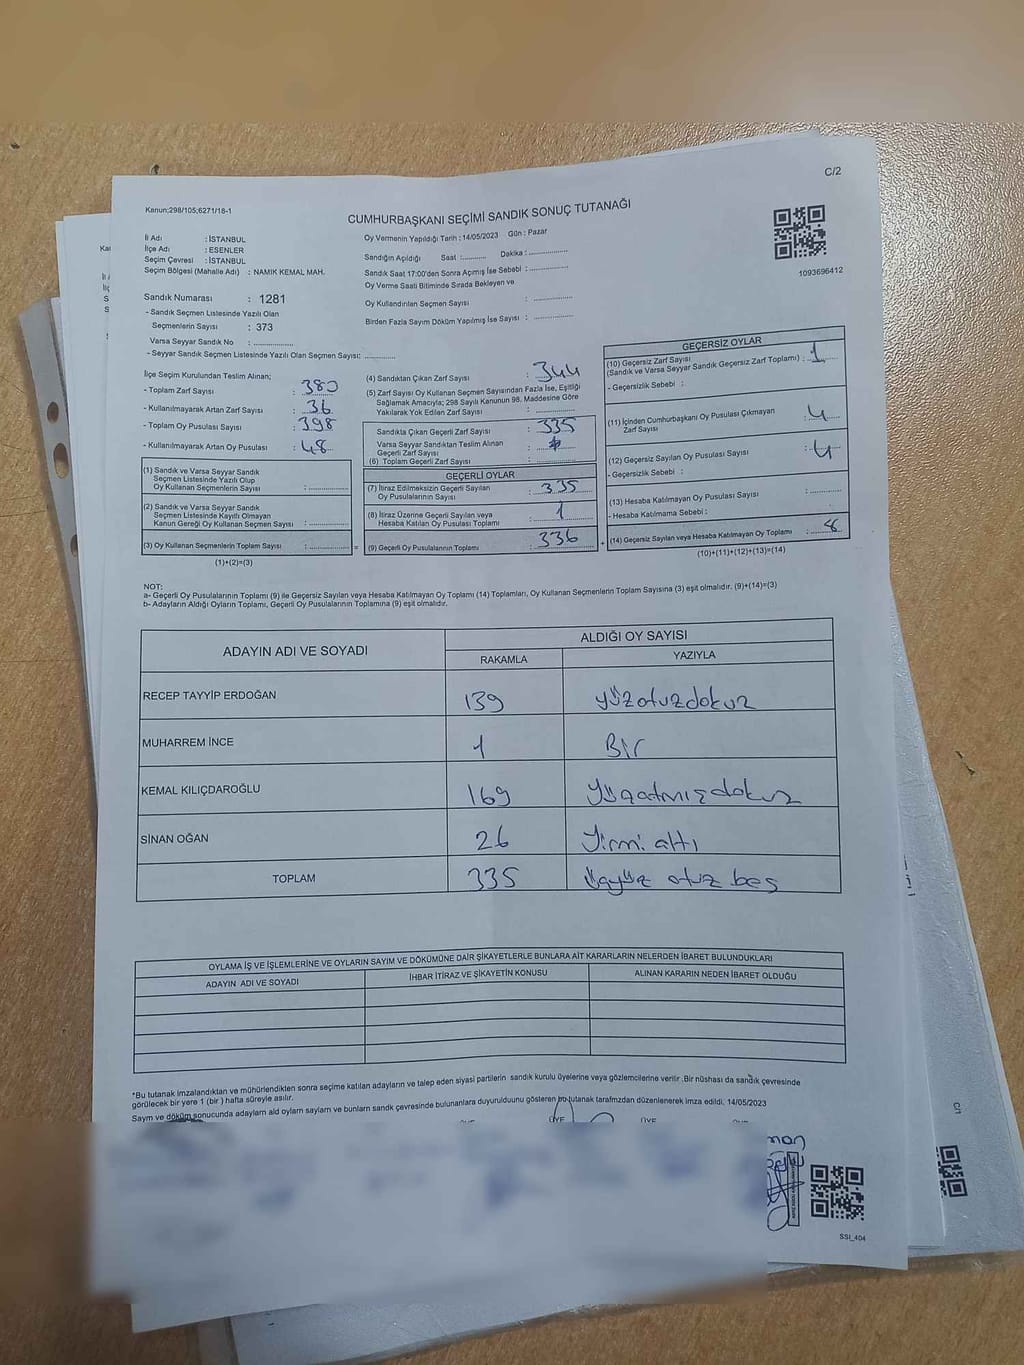 C/2
Kanun;298/105;6271/18-1
CUMHURBAŞKANI SEÇİMİ SANDIK SONUÇ TUTANAĞI
1093696412
İl Adı : İSTANBUL
İlçe Adı : ESENLER
Seçim Çevresi : İSTANBUL
Seçim Bölgesi (Mahalle Adı) : NAMIK KEMAL MAH.
Oy Vermenin Yapıldığı Tarih : 14/05/2023 Gün : Pazar
Sandığın Açıldığı Saat :............ Dakika :................
Sandık Saat 17:00'den Sonra Açımış İse Sebebi :................
Oy Verme Saati Bitiminde Sırada Bekleyen ve
Oy Kullandırılan Seçmen Sayısı : ................
Birden Fazla Sayım Döküm Yapılmış İse Sayısı : ................
Sandık Numarası : 1281
- Sandık Seçmen Listesinde Yazılı Olan
Seçmenlerin Sayısı : 373
Varsa Seyyar Sandık No : ................
- Seyyar Sandık Seçmen Listesinde Yazılı Olan Seçmen Sayısı: ............
İlçe Seçim Kurulundan Teslim Alınan;
- Toplam Zarf Sayısı : 380
- Kullanılmayarak Artan Zarf Sayısı : 36
- Toplam Oy Pusulası Sayısı : 398
- Kullanılmayarak Artan Oy Pusulası : 48
(1) Sandık ve Varsa Seyyar Sandık
Seçmen Listesinde Yazılı Olup
Oy Kullanan Seçmenlerin Sayısı : ................
(2) Sandık ve Varsa Seyyar Sandık
Seçmen Listesinde Kayıtlı Olmayan
Kanun Gereği Oy Kullanan Seçmen Sayısı : ................
(3) Oy Kullanan Seçmenlerin Toplam Sayısı : ................ =
(1)+(2)=(3)
(4) Sandıktan Çıkan Zarf Sayısı : 344
(5) Zarf Sayısı Oy Kullanan Seçmen Sayısından Fazla İse, Eşitliği
Sağlamak Amacıyla; 298 Sayılı Kanunun 98. Maddesine Göre
Yakılarak Yok Edilen Zarf Sayısı : ................
Sandıkta Çıkan Geçerli Zarf Sayısı : 335
Varsa Seyyar Sandıktan Teslim Alınan
Geçerli Zarf Sayısı :
(6) Toplam Geçerli Zarf Sayısı : ................
GEÇERLİ OYLAR
(7) İtiraz Edilmeksizin Geçerli Sayılan
Oy Pusulalarının Sayısı : 335
(8) İtiraz Üzerine Geçerli Sayılan veya
Hesaba Katılan Oy Pusulası Toplamı : 1
(9) Geçerli Oy Pusulalarının Toplamı : 336 +
GEÇERSİZ OYLAR
(10) Geçersiz Zarf Sayısı
(Sandık ve Varsa Seyyar Sandık Geçersiz Zarf Toplamı) : 1
- Geçersizlik Sebebi :
(11) İçinden Cumhurbaşkanı Oy Pusulası Çıkmayan
Zarf Sayısı : 4
(12) Geçersiz Sayılan Oy Pusulası Sayısı : 4
- Geçersizlik Sebebi :
(13) Hesaba Katılmayan Oy Pusulası Sayısı : ................
- Hesaba Katılmama Sebebi :
(14) Geçersiz Sayılan veya Hesaba Katılmayan Oy Toplamı : 8
(10)+(11)+(12)+(13)=(14)
NOT:
a- Geçerli Oy Pusulalarının Toplamı (9) ile Geçersiz Sayılan veya Hesaba Katılmayan Oy Toplamı (14) Toplamları, Oy Kullanan Seçmenlerin Toplam Sayısına (3) eşit olmalıdır. (9)+(14)=(3)
b- Adayların Aldığı Oyların Toplamı, Geçerli Oy Pusulalarının Toplamına (9) eşit olmalıdır.
ADAYIN ADI VE SOYADI
ALDIĞI OY SAYISI
RAKAMLA YAZIYLA
RECEP TAYYİP ERDOĞAN 139 yüzotuzdokuz
MUHARREM İNCE 1 Bir
KEMAL KILIÇDAROĞLU 169 yüzatmışdokuz
SİNAN OĞAN 26 Yirmi altı
TOPLAM 335 üçyüz otuz beş
OYLAMA İŞ VE İŞLEMLERİNE VE OYLARIN SAYIM VE DÖKÜMÜNE DAİR ŞİKAYETLERLE BUNLARA AİT KARARLARIN NELERDEN İBARET BULUNDUKLARI
ADAYIN ADI VE SOYADI İHBAR İTİRAZ VE ŞİKAYETİN KONUSU ALINAN KARARIN NEDEN İBARET OLDUĞU
*Bu tutanak imzalandıktan ve mühürlendikten sonra seçime katılan adayların ve talep eden siyasi partilerin sandık kurulu üyelerine veya gözlemcilerine verilir .Bir nüshası da sandık çevresinde
görülecek bir yere 1 (bir ) hafta süreyle asılır.
Sayım ve döküm sonucunda adayların ald oyların sayların ve bunların sandık çevresinde bulunanlara duyurulduunu gösteren bu tutanak tarafmzdan düzenlenerek imza edildi. 14/05/2023
ÜYE ÜYE
SSI_404
C/1